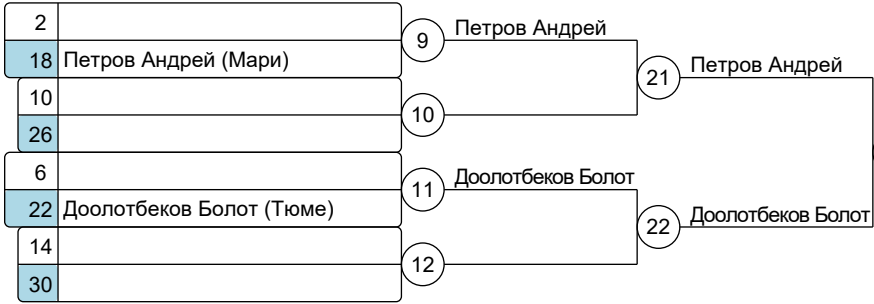 2
18 Петров Андрей (Мари)
9 Петров Андрей
10
26
10
21 Петров Андрей
6
22 Доолотбеков Болот (Тюме)
11 Доолотбеков Болот
14
30
12
22 Доолотбеков Болот